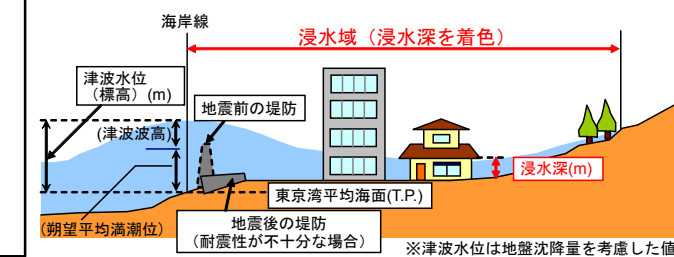 海岸線
浸水域（浸水深を着色）
津波水位
（標高）(m)
地震前の堤防
(津波波高)
浸水深(m)
東京湾平均海面(T.P.)
(朔望平均満潮位)
地震後の堤防
（耐震性が不十分な場合）
※津波水位は地盤沈降量を考慮した値